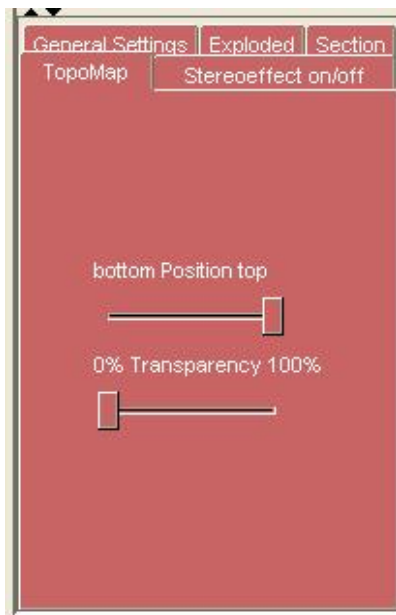 General Settings Exploded Section
TopoMap Stereoeffect on/off
bottom Position top
0% Transparency 100%